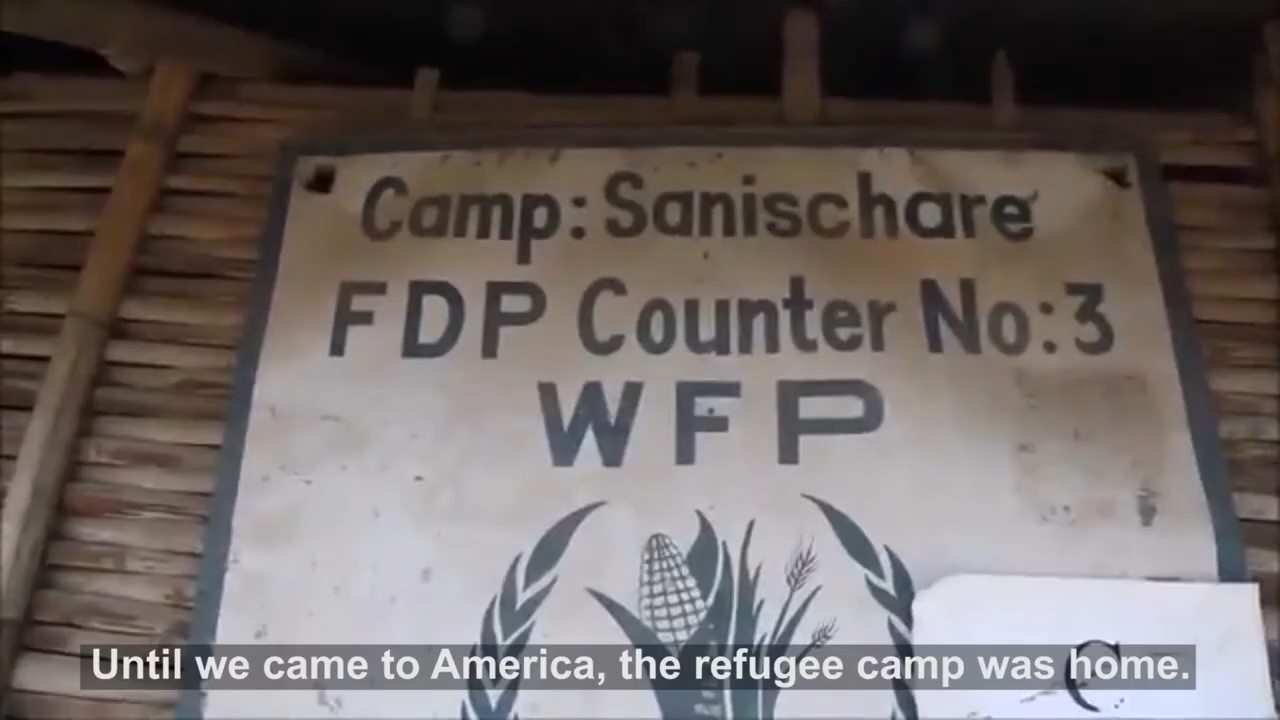 Camp: Sanischare
FDP Counter No:3
WFP
C
Until we came to America, the refugee camp was home.